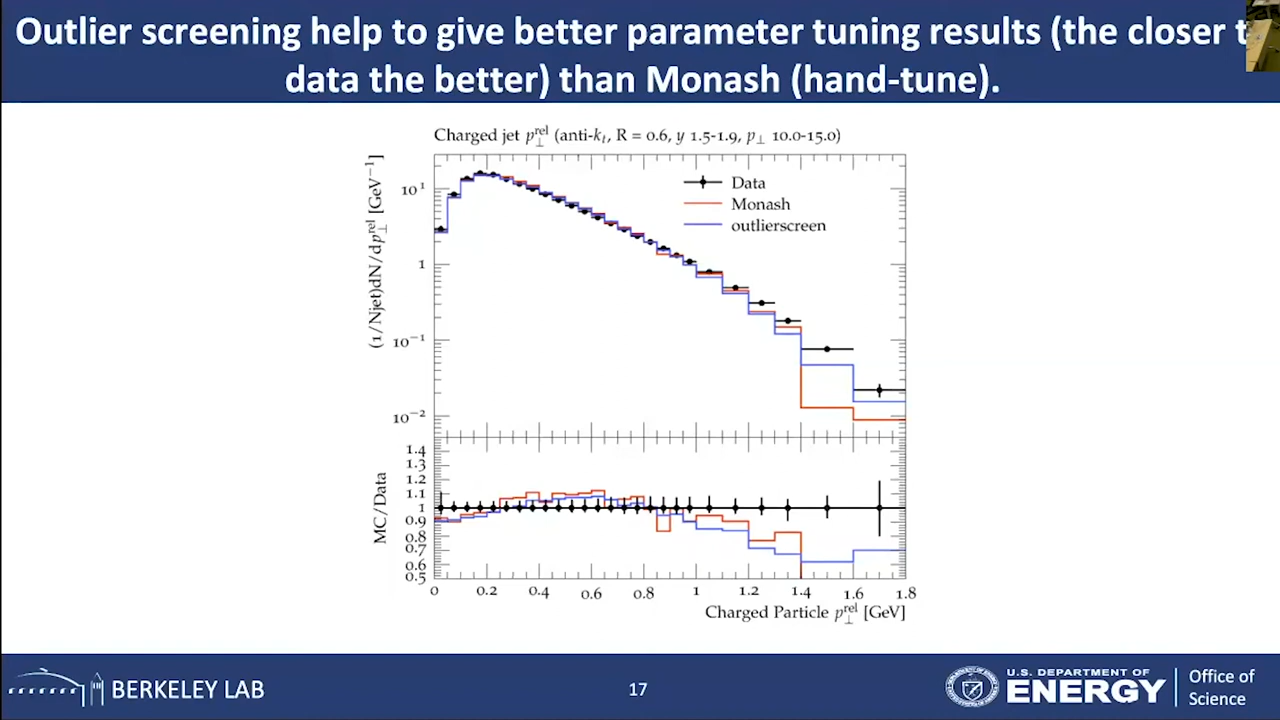 Outlier screening help to give better parameter tuning results (the closer t
data the better) than Monash (hand-tune).
Charged jet p⊥^rel (anti-kt, R = 0.6, y 1.5-1.9, p⊥ 10.0-15.0)
(1/Njet)dN/dp⊥^rel [GeV^−1]
10^1
1
10^−1
10^−2
Data
Monash
outlierscreen
MC/Data
1.4
1.3
1.2
1.1
1
0.9
0.8
0.7
0.6
0.5
0 0.2 0.4 0.6 0.8 1 1.2 1.4 1.6 1.8
Charged Particle p⊥^rel [GeV]
BERKELEY LAB
17
U.S. DEPARTMENT OF
ENERGY
Office of
Science